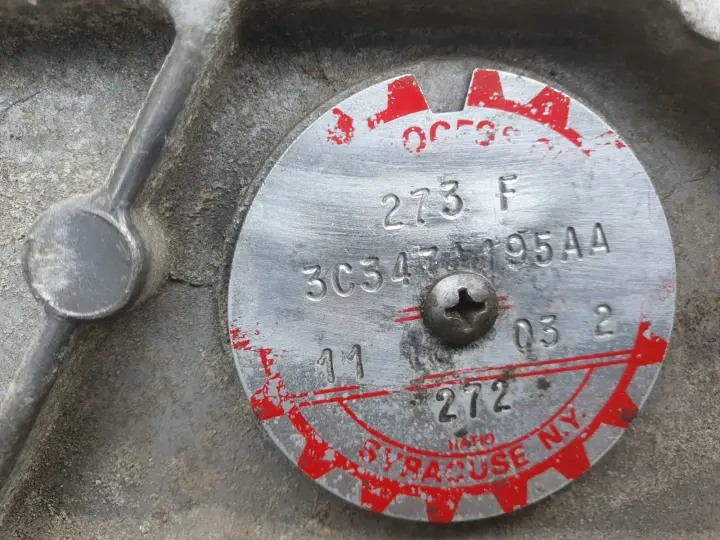 273 F
195AA
11 03 2
272
RATIO
SYRACUSE N.Y.